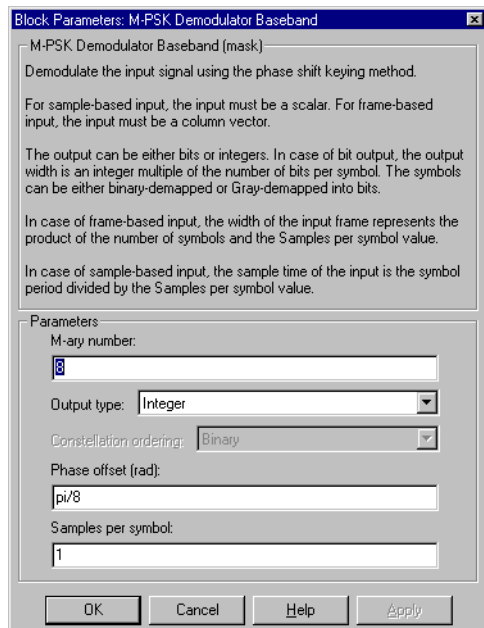 Block Parameters: M-PSK Demodulator Baseband
M-PSK Demodulator Baseband (mask)
Demodulate the input signal using the phase shift keying method.
For sample-based input, the input must be a scalar. For frame-based
input, the input must be a column vector.
The output can be either bits or integers. In case of bit output, the output
width is an integer multiple of the number of bits per symbol. The symbols
can be either binary-demapped or Gray-demapped into bits.
In case of frame-based input, the width of the input frame represents the
product of the number of symbols and the Samples per symbol value.
In case of sample-based input, the sample time of the input is the symbol
period divided by the Samples per symbol value.
Parameters
M-ary number:
8
Output type: Integer
Constellation ordering: Binary
Phase offset (rad):
pi/8
Samples per symbol:
1
OK Cancel Help Apply